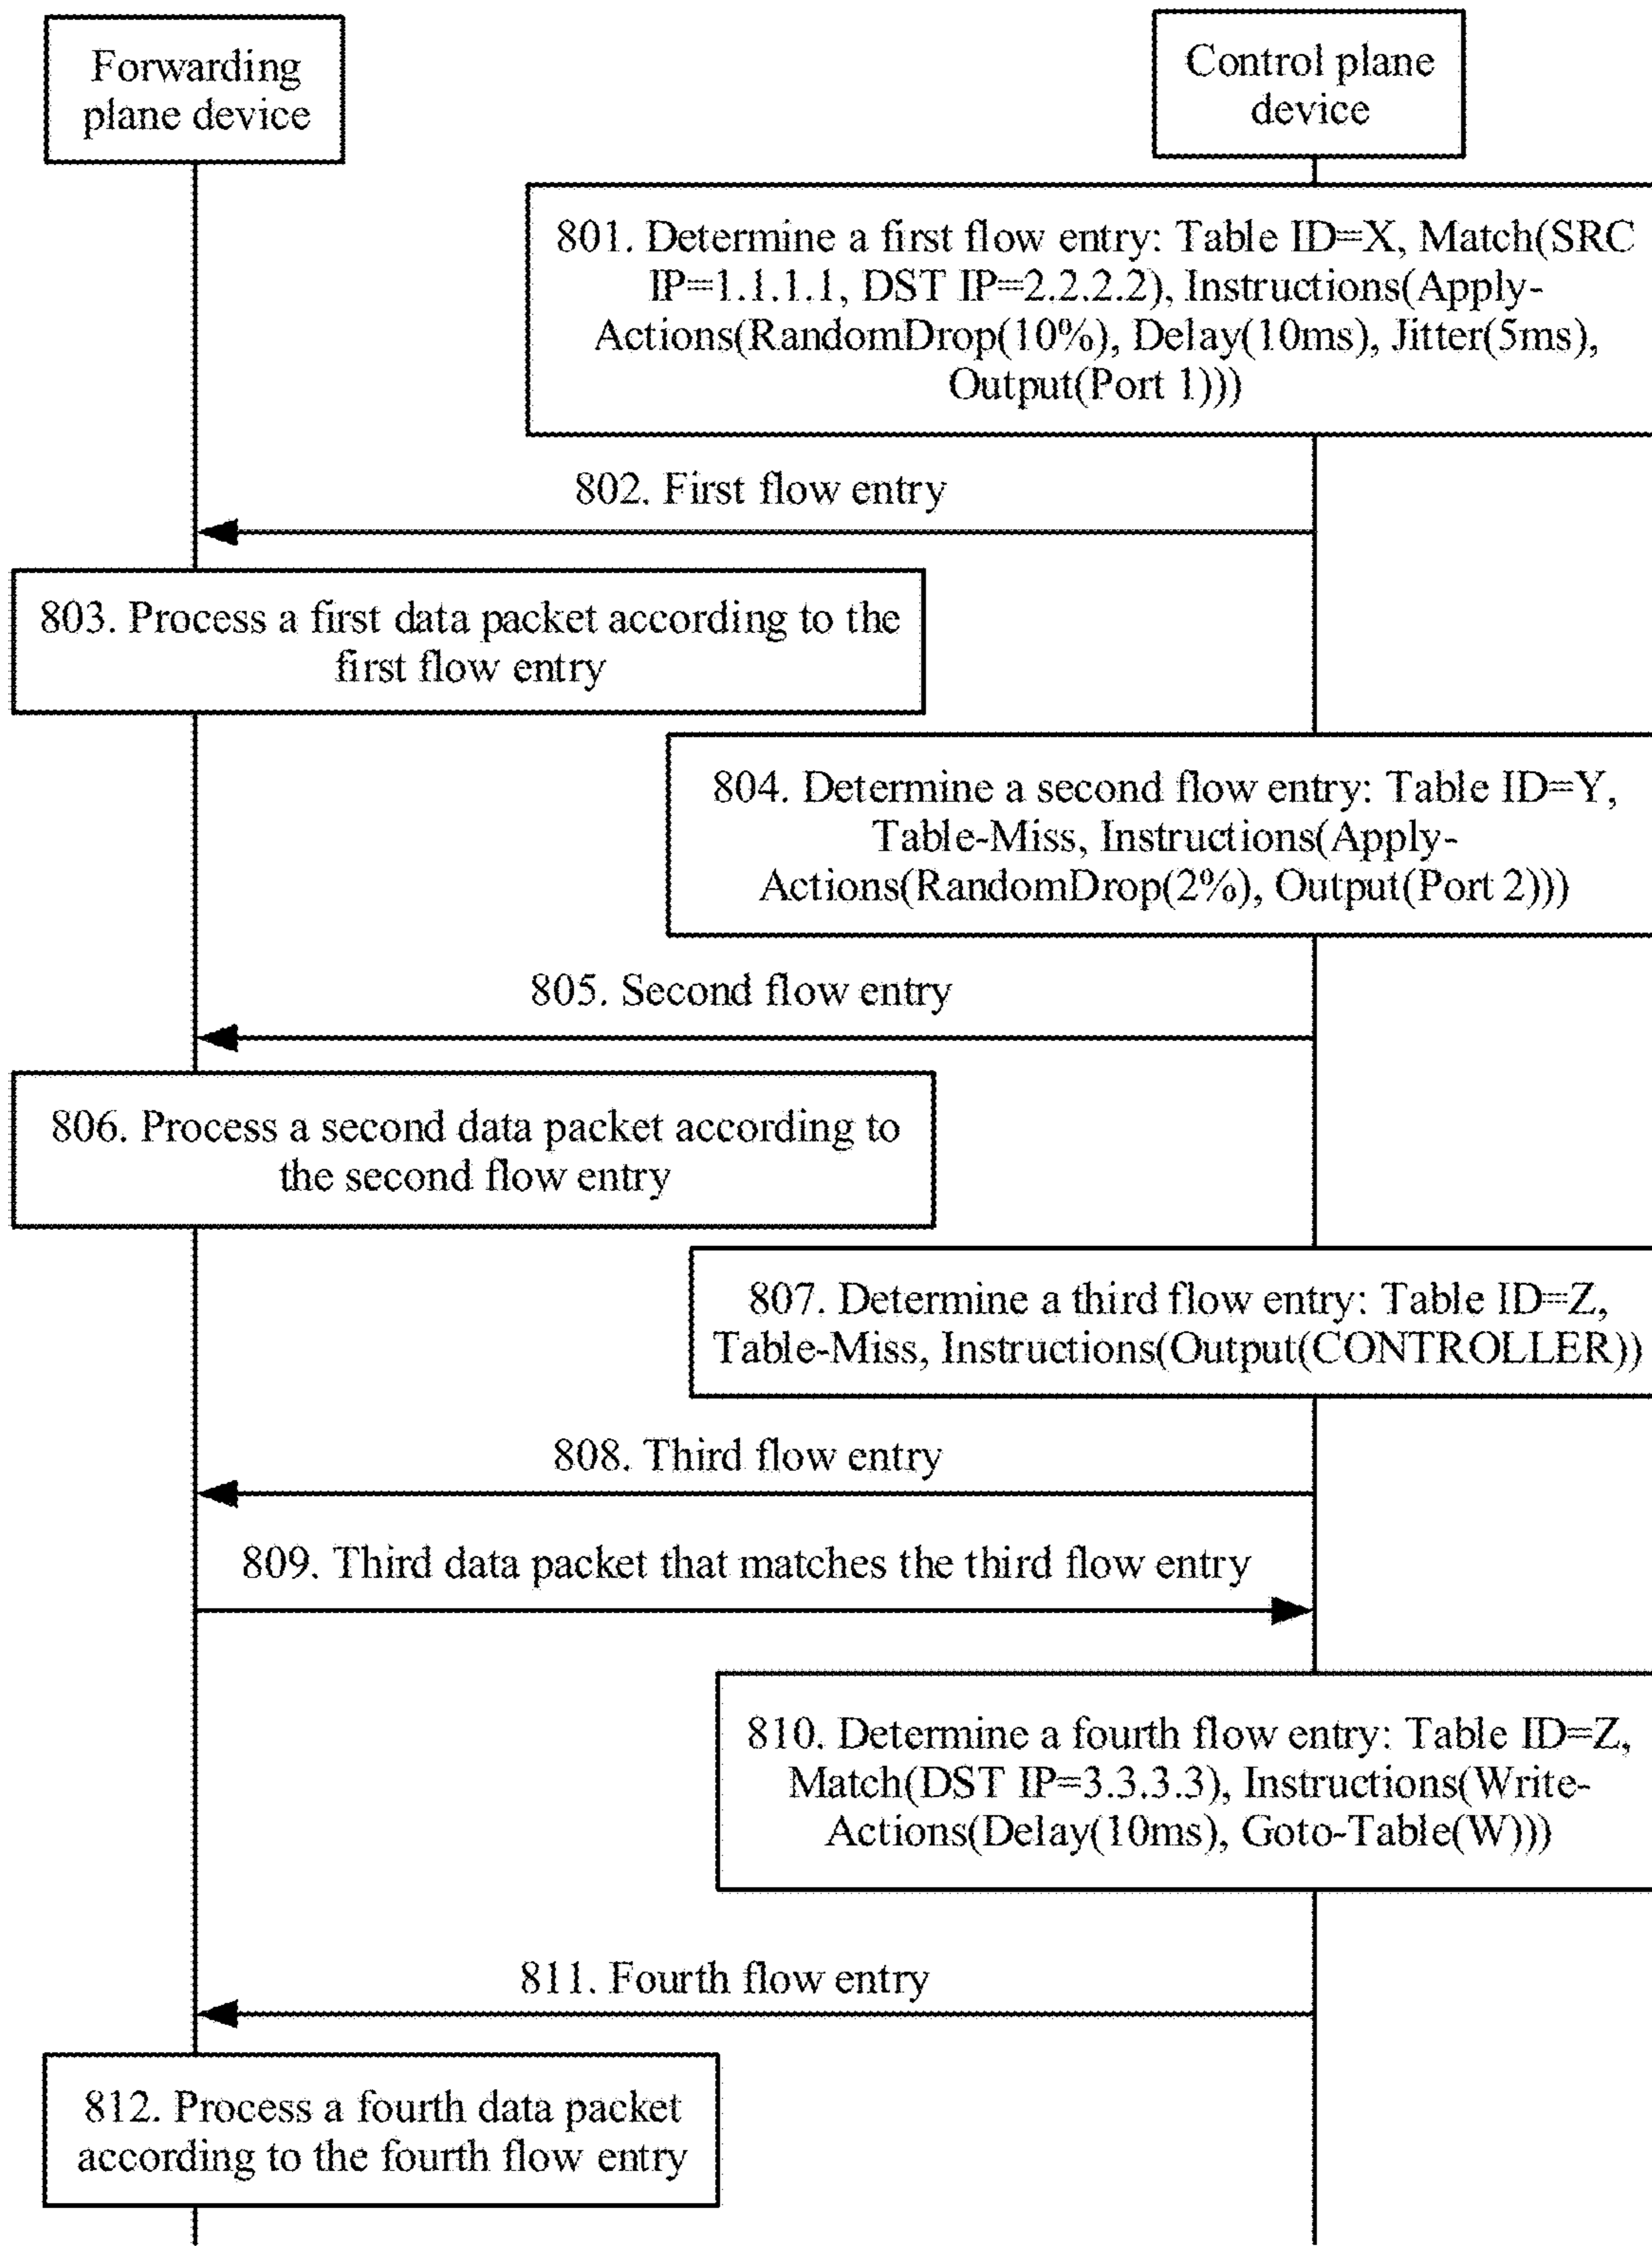 Forwarding
plane device
Control plane
device
801. Determine a first flow entry: Table ID=X, Match(SRC
IP=1.1.1.1, DST IP=2.2.2.2), Instructions(Apply-
Actions(RandomDrop(10%), Delay(10ms), Jitter(5ms),
Output(Port 1)))
802. First flow entry
803. Process a first data packet according to the
first flow entry
804. Determine a second flow entry: Table ID=Y,
Table-Miss, Instructions(Apply-
Actions(RandomDrop(2%), Output(Port 2)))
805. Second flow entry
806. Process a second data packet according to
the second flow entry
807. Determine a third flow entry: Table ID=Z,
Table-Miss, Instructions(Output(CONTROLLER))
808. Third flow entry
809. Third data packet that matches the third flow entry
810. Determine a fourth flow entry: Table ID=Z,
Match(DST IP=3.3.3.3), Instructions(Write-
Actions(Delay(10ms), Goto-Table(W)))
811. Fourth flow entry
812. Process a fourth data packet
according to the fourth flow entry